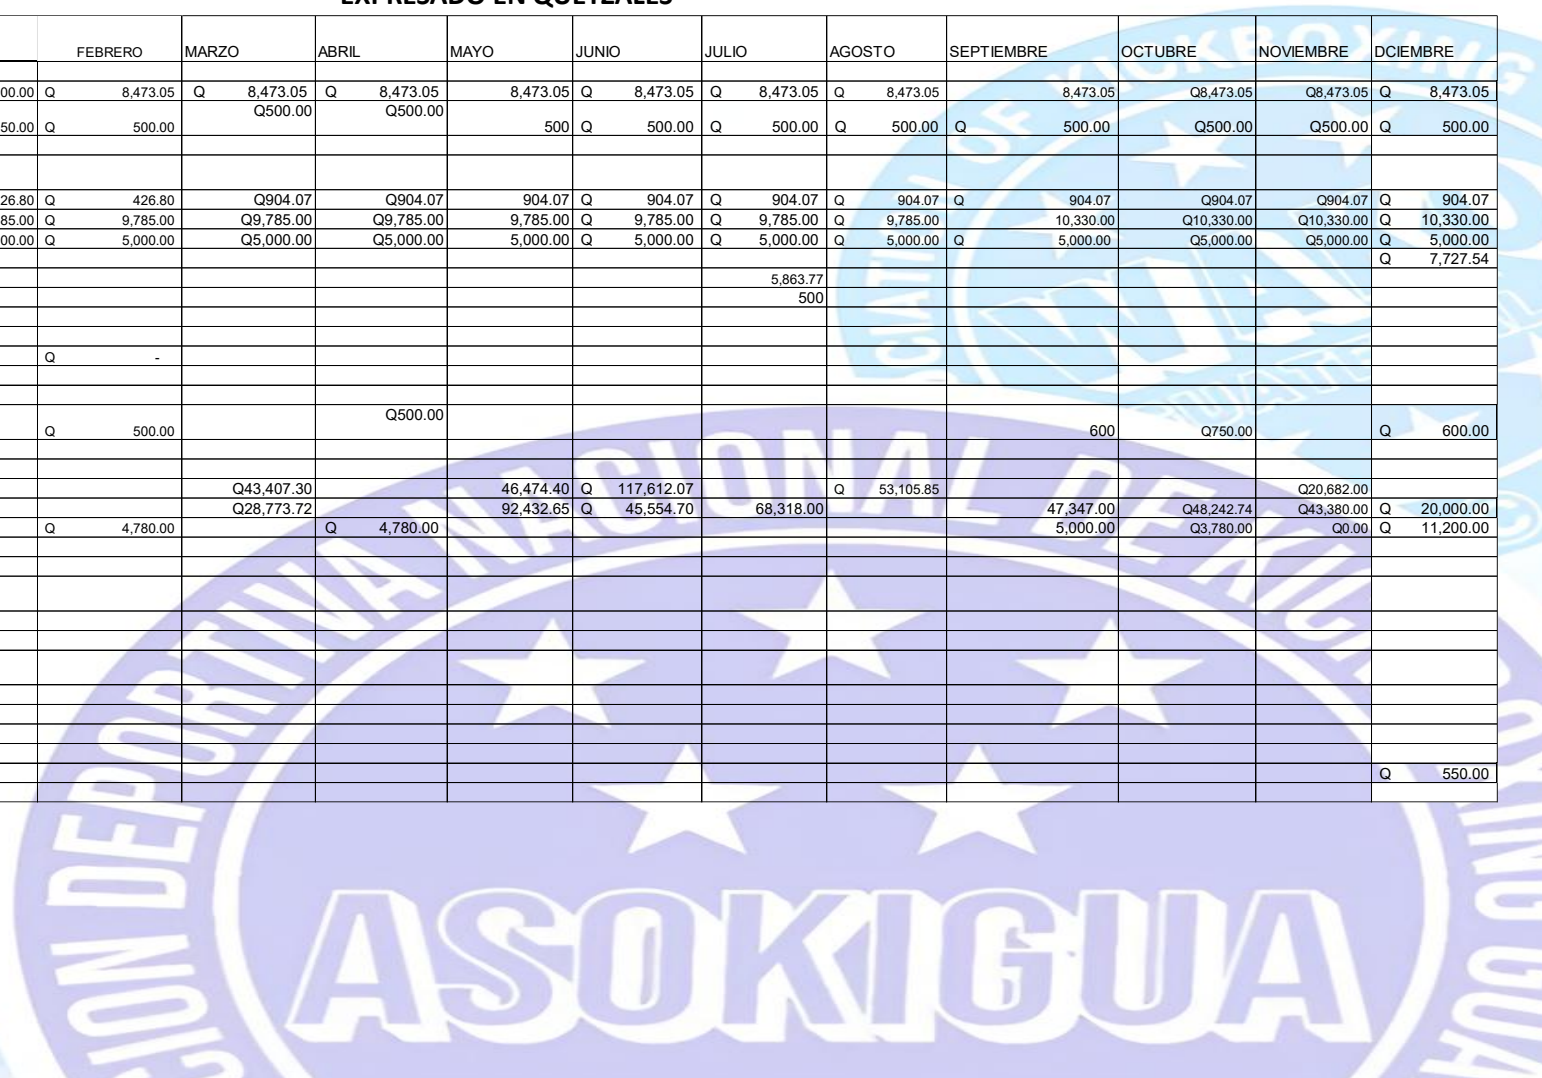 EXPRESADO EN QUETZALES
FEBRERO MARZO ABRIL MAYO JUNIO JULIO AGOSTO SEPTIEMBRE OCTUBRE NOVIEMBRE DCIEMBRE
00.00 Q 8,473.05 Q 8,473.05 Q 8,473.05 8,473.05 Q 8,473.05 Q 8,473.05 Q 8,473.05 8,473.05 Q8,473.05 Q8,473.05 Q 8,473.05
Q500.00 Q500.00
50.00 Q 500.00 500 Q 500.00 Q 500.00 Q 500.00 Q 500.00 Q500.00 Q500.00 Q 500.00
26.80 Q 426.80 Q904.07 Q904.07 904.07 Q 904.07 Q 904.07 Q 904.07 Q 904.07 Q904.07 Q904.07 Q 904.07
85.00 Q 9,785.00 Q9,785.00 Q9,785.00 9,785.00 Q 9,785.00 Q 9,785.00 Q 9,785.00 10,330.00 Q10,330.00 Q10,330.00 Q 10,330.00
00.00 Q 5,000.00 Q5,000.00 Q5,000.00 5,000.00 Q 5,000.00 Q 5,000.00 Q 5,000.00 Q 5,000.00 Q5,000.00 Q5,000.00 Q 5,000.00
Q 7,727.54
5,863.77
500
Q -
Q500.00
Q 500.00 600 Q750.00 Q 600.00
Q43,407.30 46,474.40 Q 117,612.07 Q 53,105.85 Q20,682.00
Q28,773.72 92,432.65 Q 45,554.70 68,318.00 47,347.00 Q48,242.74 Q43,380.00 Q 20,000.00
Q 4,780.00 Q 4,780.00 5,000.00 Q3,780.00 Q0.00 Q 11,200.00
Q 550.00
CION DEPORTIVA NACIONAL DE KICK BOXING GUA
ASOKIGUA
CIATION OF KICKBOXING
WAKO